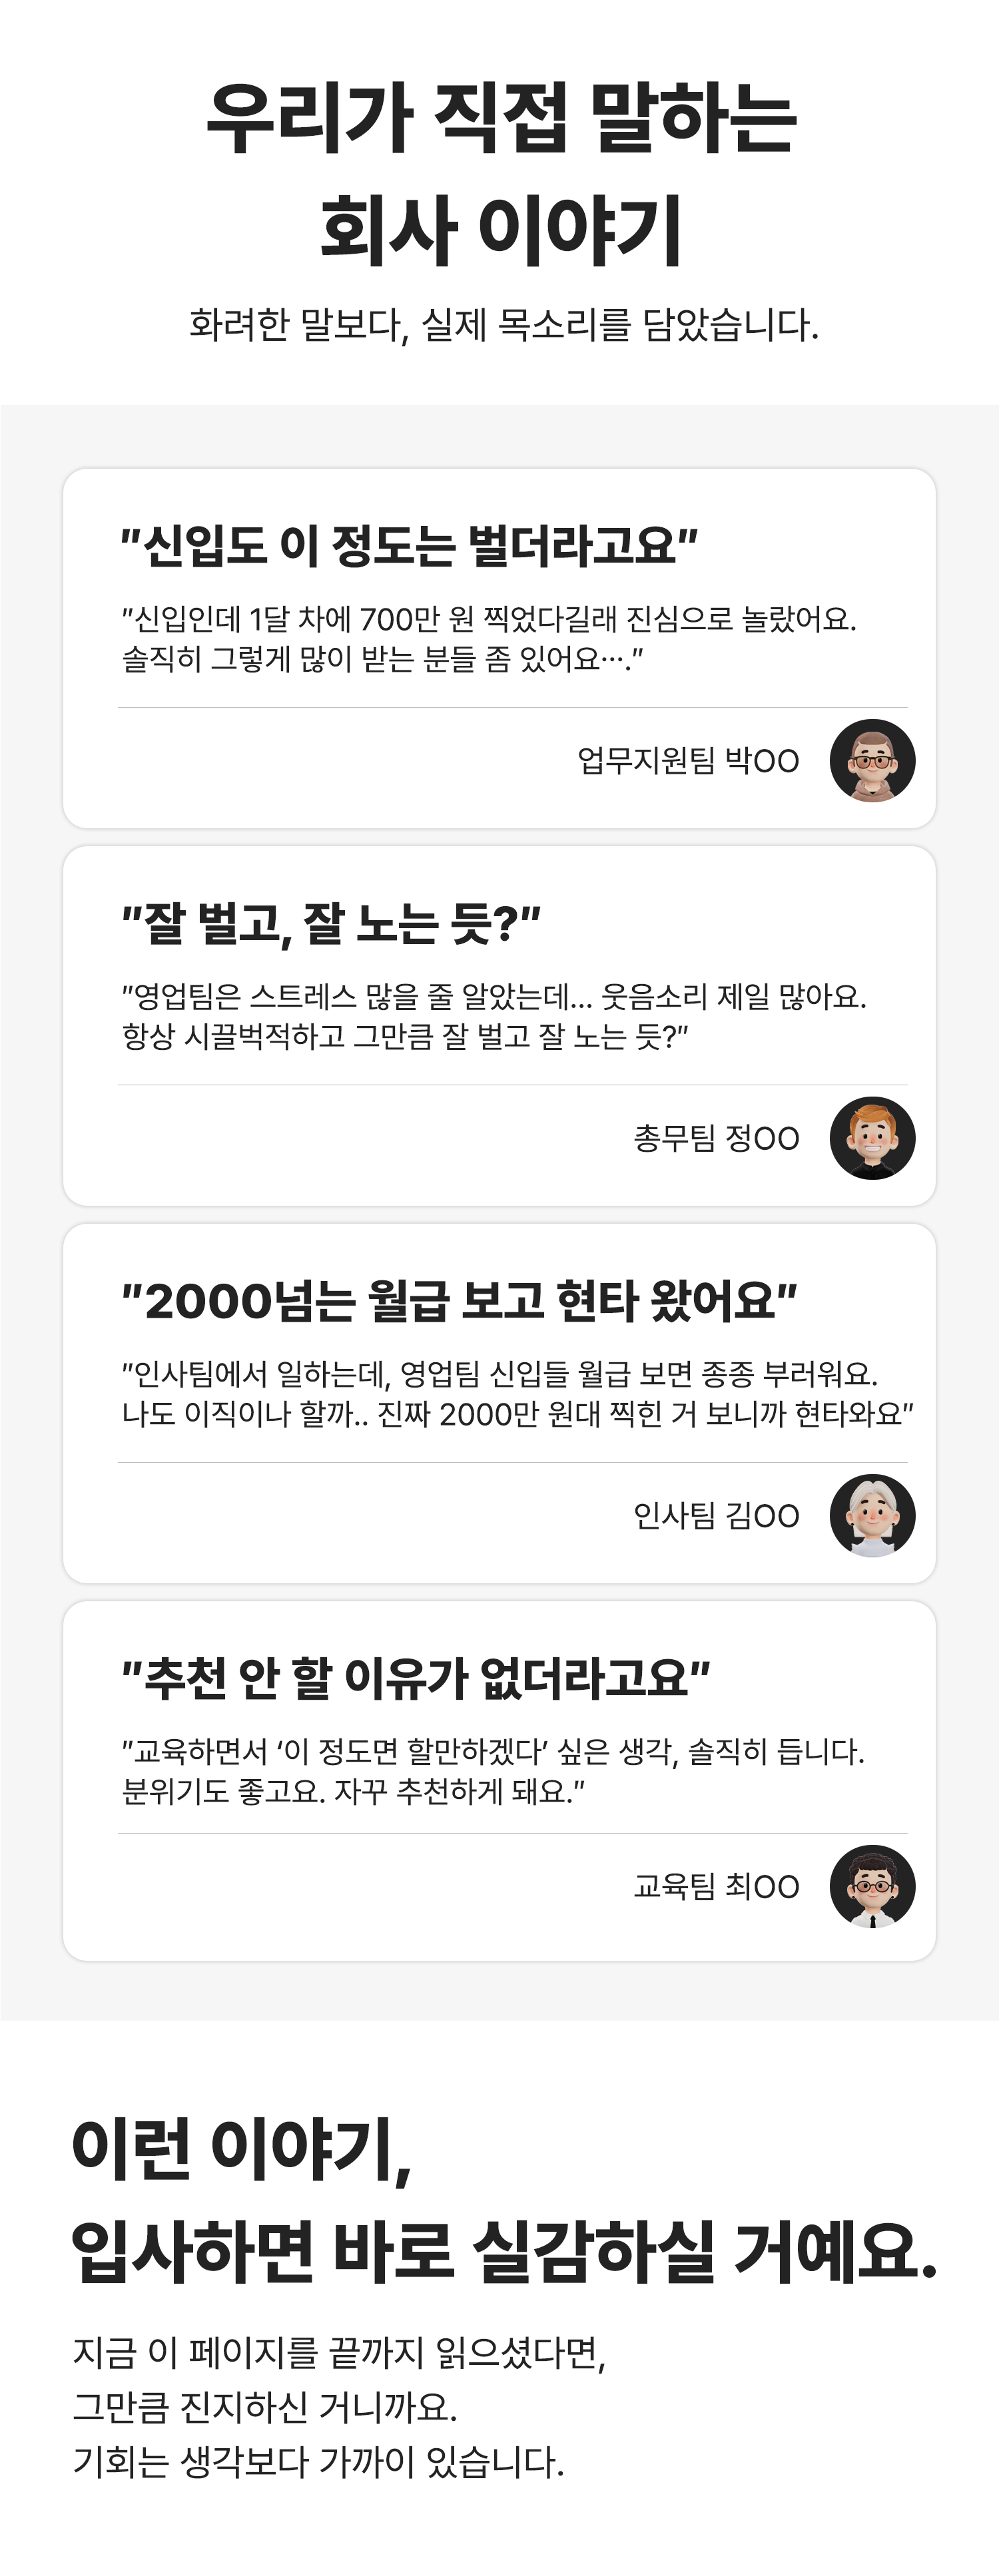 우리가 직접 말하는
회사 이야기
화려한 말보다, 실제 목소리를 담았습니다.
"신입도 이 정도는 벌더라고요"
"신입인데 1달 차에 700만 원 찍었다길래 진심으로 놀랐어요.
솔직히 그렇게 많이 받는 분들 좀 있어요⋯."
업무지원팀 박OO
"잘 벌고, 잘 노는 듯?"
"영업팀은 스트레스 많을 줄 알았는데... 웃음소리 제일 많아요.
항상 시끌벅적하고 그만큼 잘 벌고 잘 노는 듯?"
총무팀 정OO
"2000넘는 월급 보고 현타 왔어요"
"인사팀에서 일하는데, 영업팀 신입들 월급 보면 종종 부러워요.
나도 이직이나 할까.. 진짜 2000만 원대 찍힌 거 보니까 현타와요"
인사팀 김OO
"추천 안 할 이유가 없더라고요"
"교육하면서 ‘이 정도면 할만하겠다’ 싶은 생각, 솔직히 듭니다.
분위기도 좋고요. 자꾸 추천하게 돼요."
교육팀 최OO
이런 이야기,
입사하면 바로 실감하실 거예요.
지금 이 페이지를 끝까지 읽으셨다면,
그만큼 진지하신 거니까요.
기회는 생각보다 가까이 있습니다.